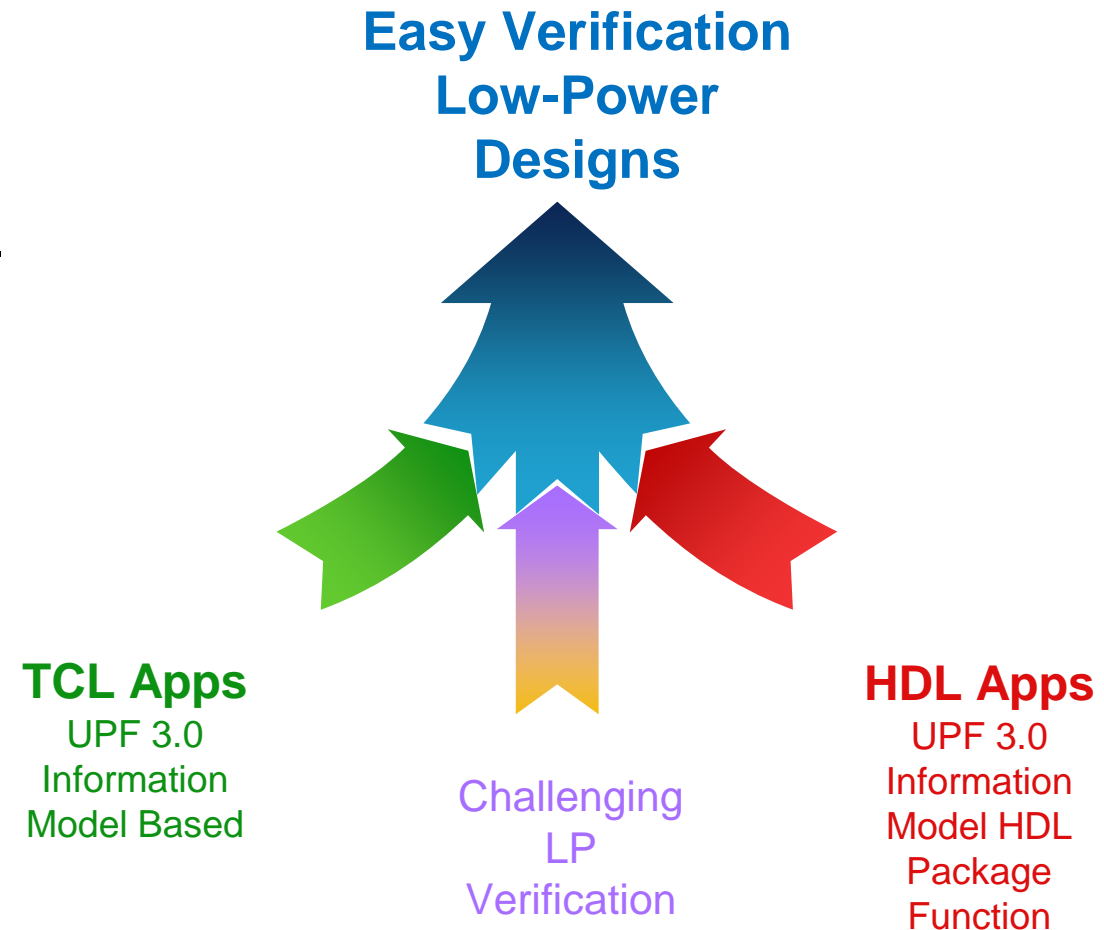 Easy Verification
Low-Power
Designs
TCL Apps
UPF 3.0
Information
Model Based
Challenging
LP
Verification
HDL Apps
UPF 3.0
Information
Model HDL
Package
Function